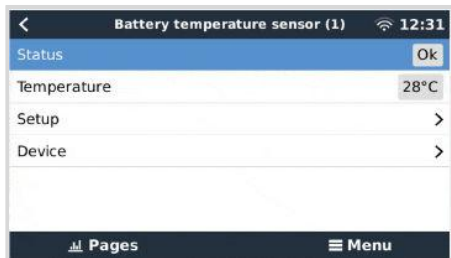 Battery temperature sensor (1) 12:31
Status Ok
Temperature 28°C
Setup
Device
Pages Menu